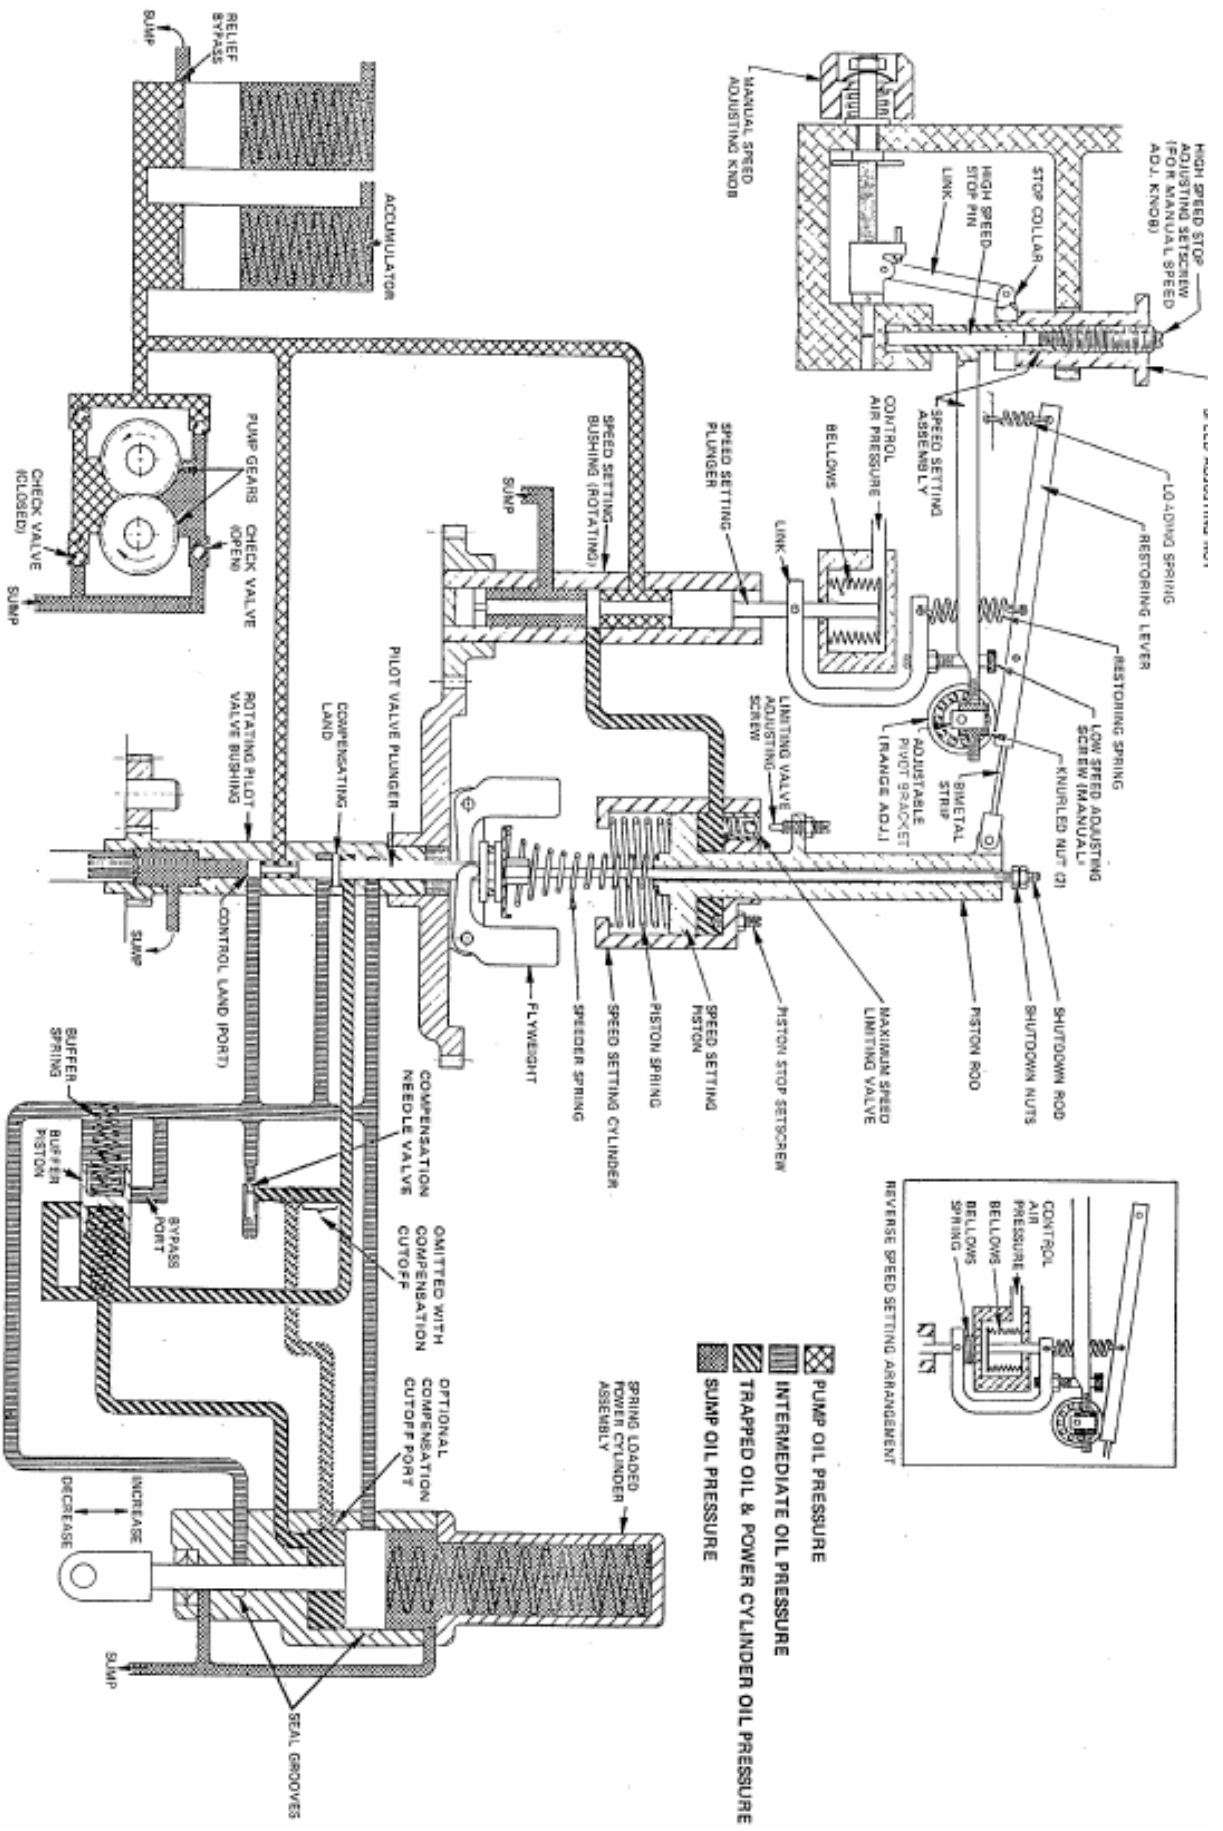 RELIEF
BYPASS
SUMP
ACCUMULATOR
PUMP GEARS
CHECK VALVE
(OPEN)
CHECK VALVE
(CLOSED)
SUMP
MANUAL SPEED
ADJUSTING KNOB
HIGH SPEED STOP
ADJUSTING SETSCREW
(FOR MANUAL SPEED
ADJ. KNOB)
STOP COLLAR
HIGH SPEED
STOP PIN
LINK
SPEED SETTING
ASSEMBLY
CONTROL
AIR PRESSURE
BELLOWS
SPEED SETTING
PLUNGER
SPEED SETTING
BUSHING (ROTATING)
SUMP
LINK
LOADING SPRING
RESTORING LEVER
RESTORING SPRING
LOW SPEED ADJUSTING
SCREW (MANUAL)
KNURLED NUT (2)
BIMETAL
STRIP
ADJUSTABLE
PIVOT BRACKET
(RANGE ADJ.)
LIMITING VALVE
ADJUSTING
SCREW
PILOT VALVE PLUNGER
COMPENSATING
LAND
ROTATING PILOT
VALVE BUSHING
CONTROL LAND (PORT)
SUMP
SHUTDOWN ROD
SHUTDOWN NUTS
PISTON ROD
MAXIMUM SPEED
LIMITING VALVE
PISTON STOP SETSCREW
SPEED SETTING
PISTON
PISTON SPRING
SPEED SETTING CYLINDER
SPEEDER SPRING
FLYWEIGHT
COMPENSATION
NEEDLE VALVE
BUFFER
SPRING
BUFFER
PISTON
BYPASS
PORT
OMITTED WITH
COMPENSATION
CUTOFF
OPTIONAL
COMPENSATION
CUTOFF PORT
SPRING LOADED
POWER CYLINDER
ASSEMBLY
INCREASE
DECREASE
SUMP
SEAL GROOVES
CONTROL
AIR
PRESSURE
BELLOWS
BELLOWS
SPRING
REVERSE SPEED SETTING ARRANGEMENT
PUMP OIL PRESSURE
INTERMEDIATE OIL PRESSURE
TRAPPED OIL & POWER CYLINDER OIL PRESSURE
SUMP OIL PRESSURE